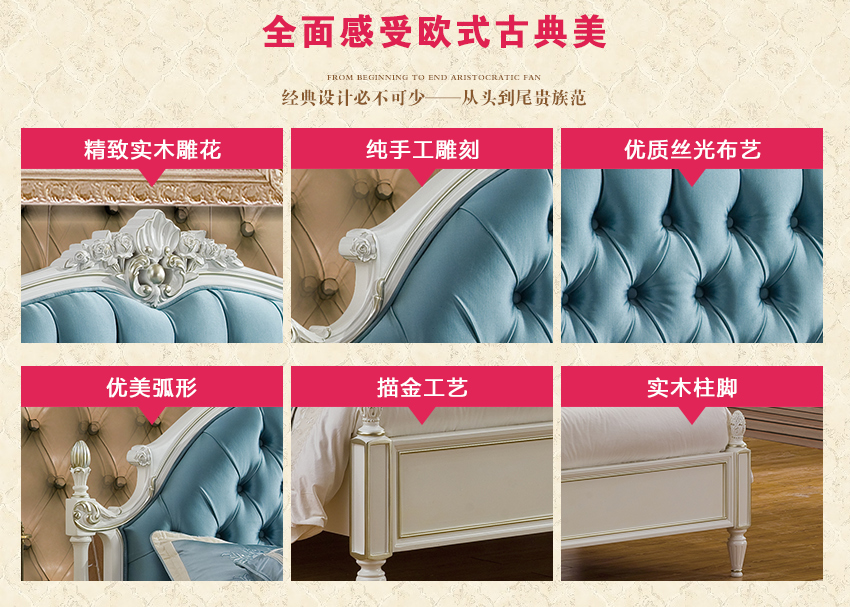 全面感受欧式古典美
FROM BEGINNING TO END ARISTOCRATIC FAN
经典设计必不可少——从头到尾贵族范
精致实木雕花
纯手工雕刻
优质丝光布艺
优美弧形
描金工艺
实木柱脚